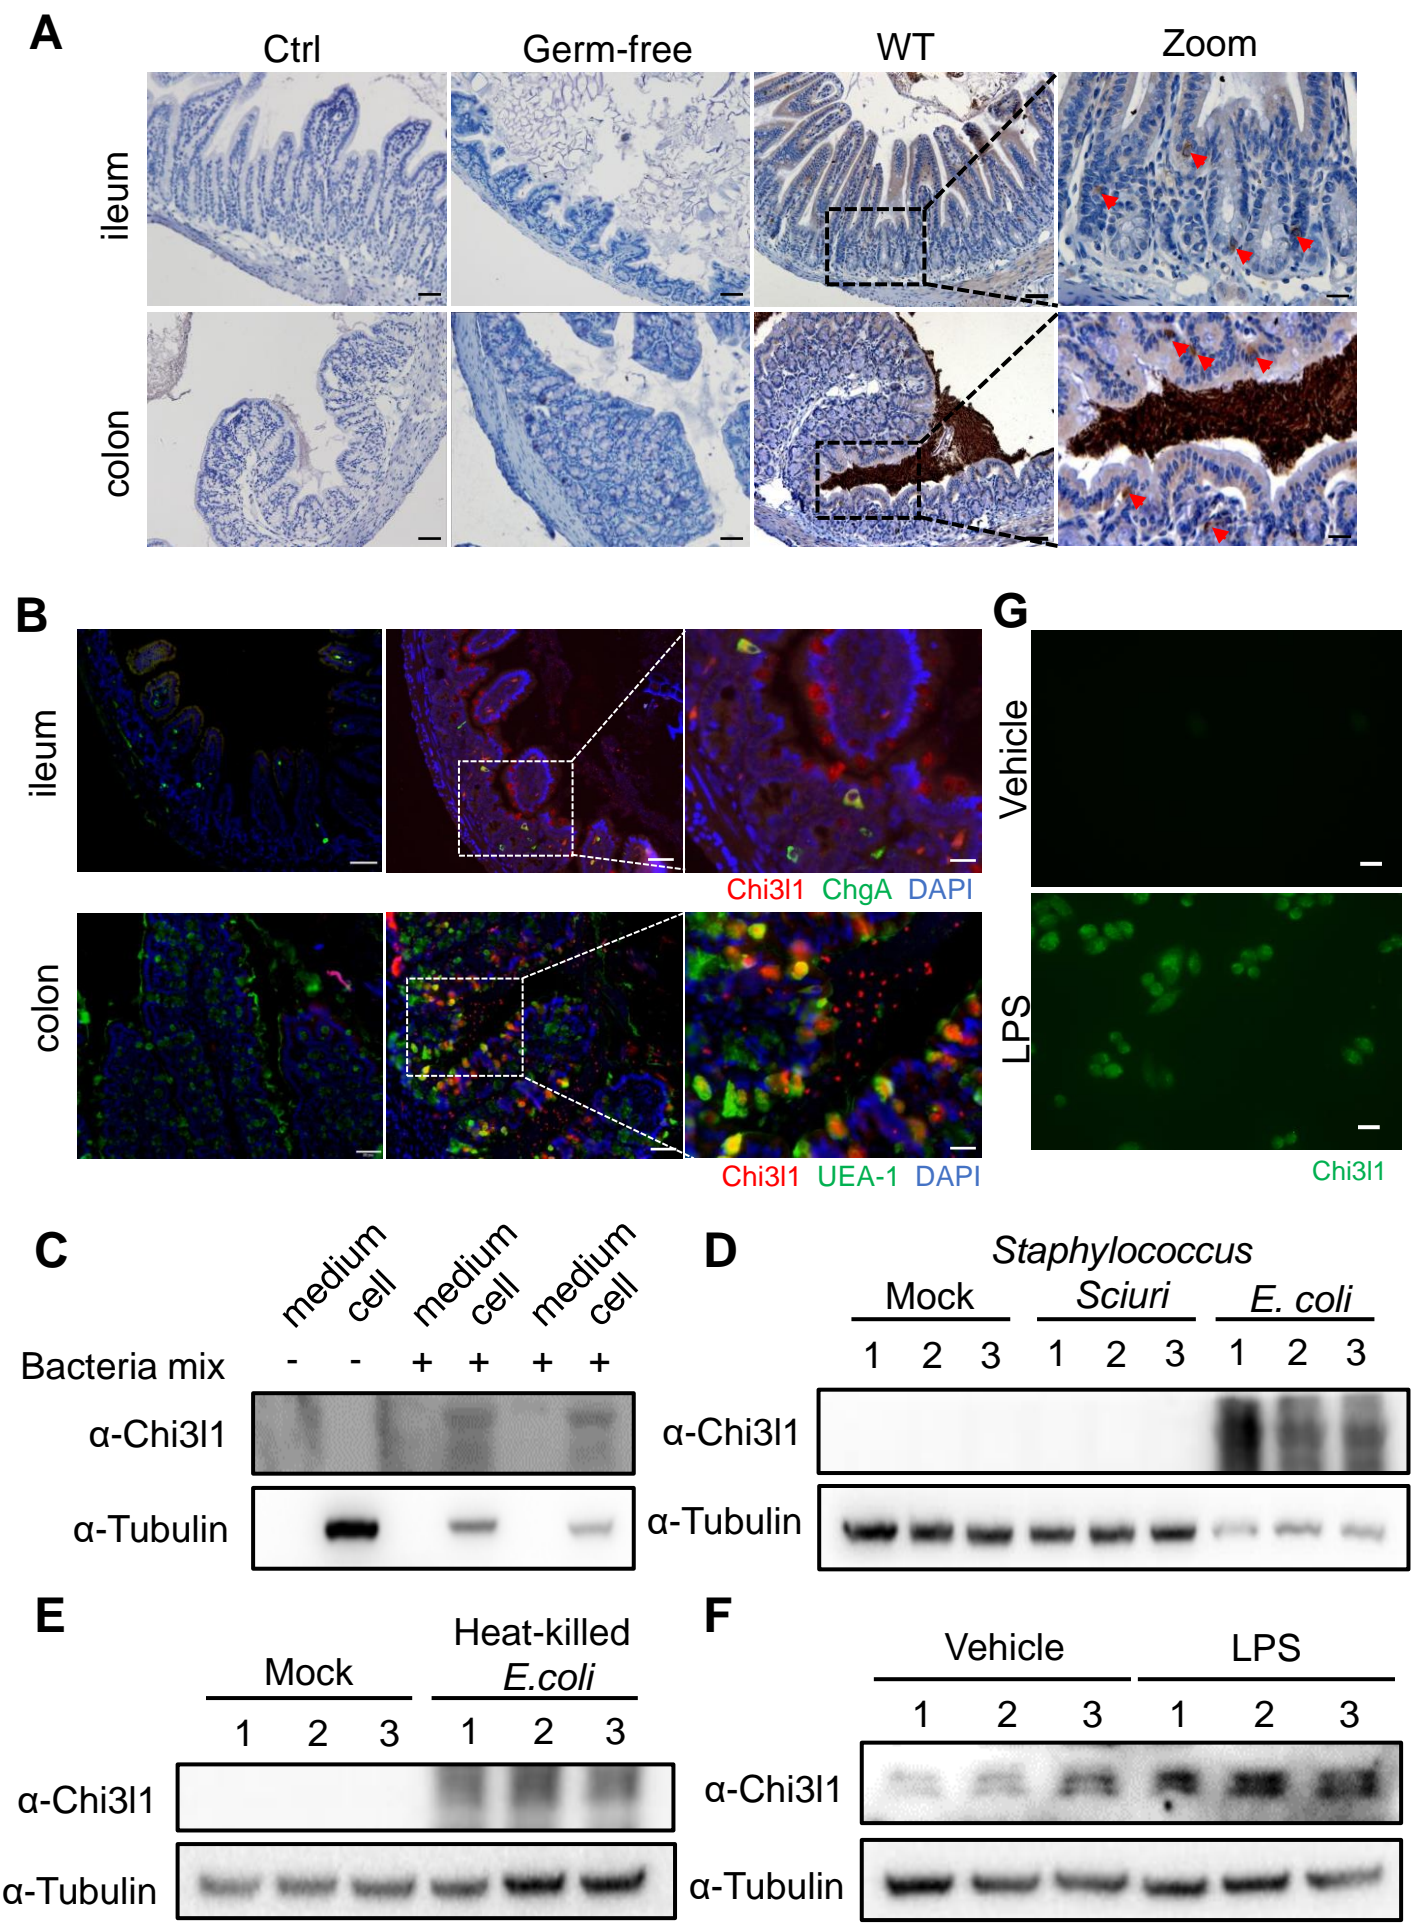 A
Ctrl Germ-free WT Zoom
ileum
colon
B
ileum
Chi3l1 ChgA DAPI
colon
Chi3l1 UEA-1 DAPI
G
Vehicle
LPS
Chi3l1
C
medium cell medium cell medium cell
Bacteria mix - - + + + +
α-Chi3l1
α-Tubulin
D
Staphylococcus
Mock Sciuri E. coli
1 2 3 1 2 3 1 2 3
α-Chi3l1
α-Tubulin
E
Heat-killed
Mock E.coli
1 2 3 1 2 3
α-Chi3l1
α-Tubulin
F
Vehicle LPS
1 2 3 1 2 3
α-Chi3l1
α-Tubulin